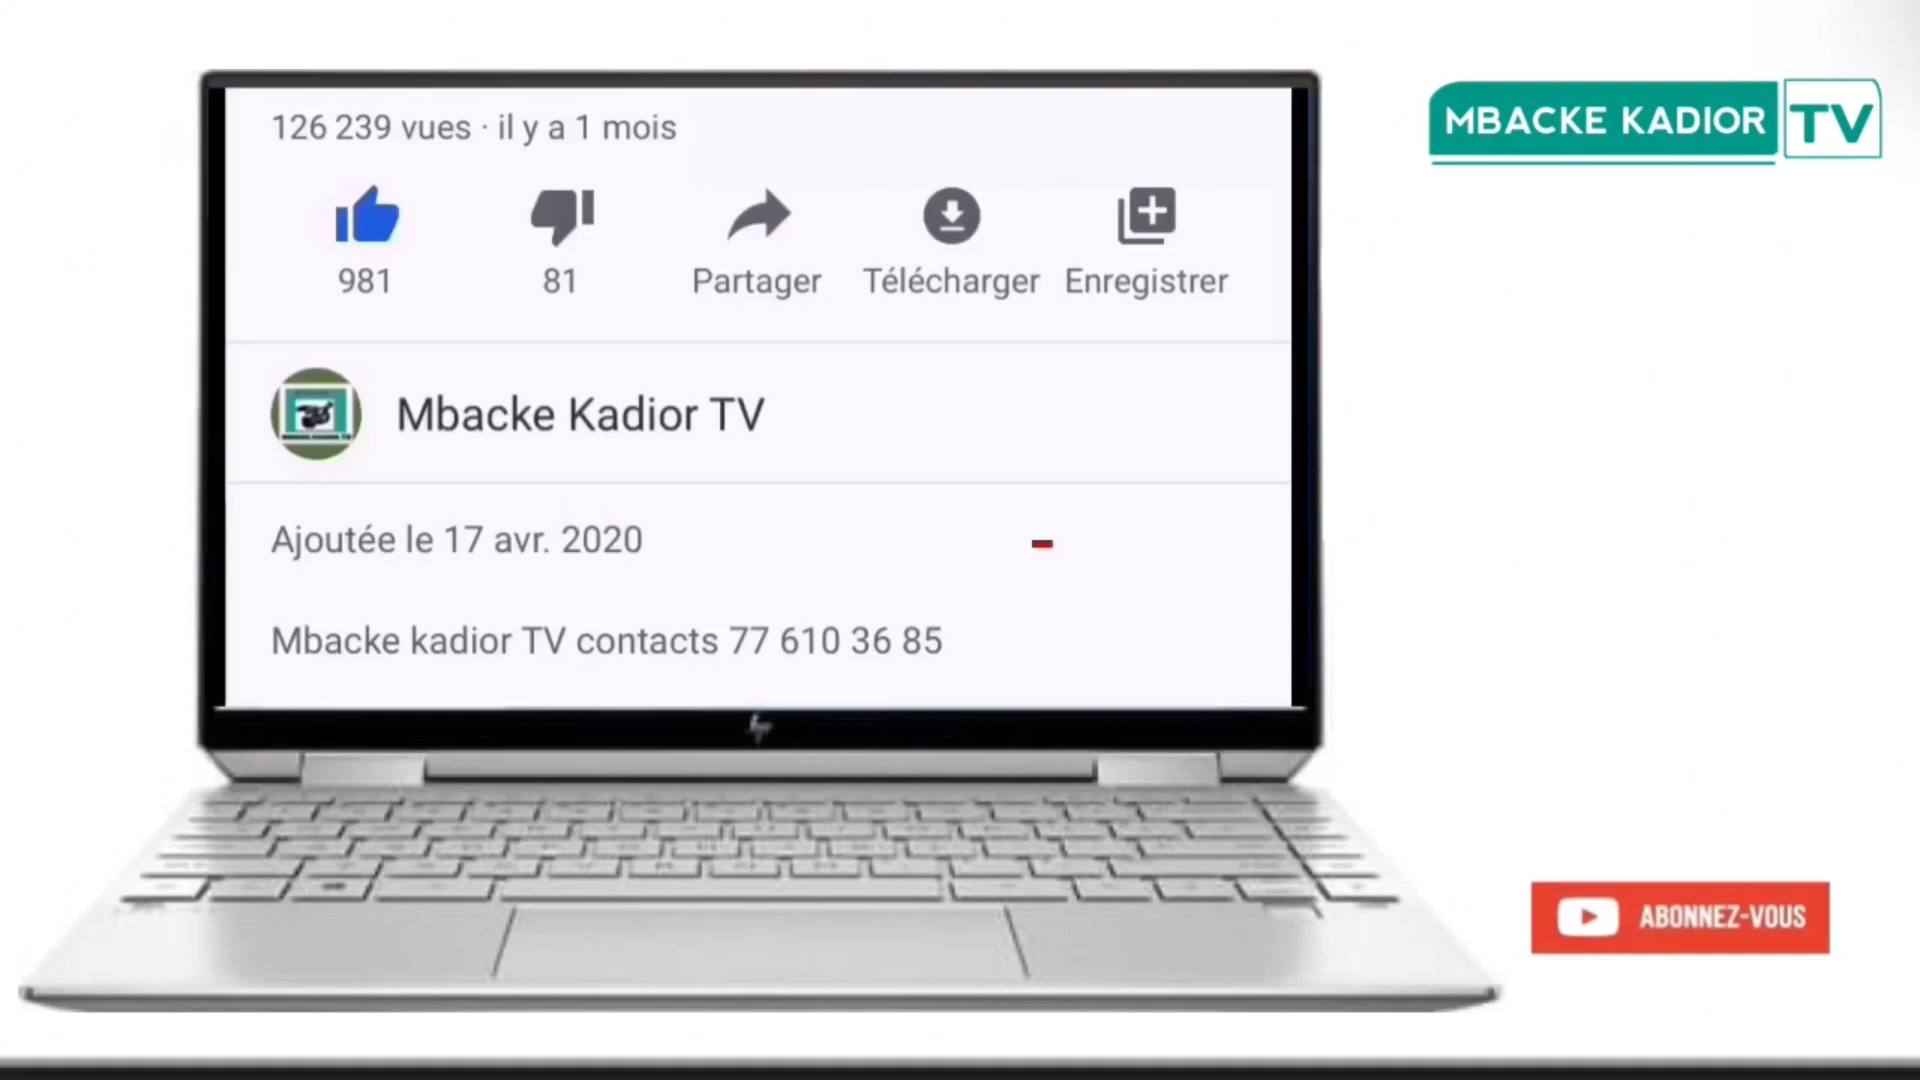 126 239 vues · il y a 1 mois
MBACKE KADIOR TV
981
81
Partager
Télécharger
Enregistrer
Mbacke Kadior TV
Ajoutée le 17 avr. 2020
Mbacke kadior TV contacts 77 610 36 85
hp
ABONNEZ-VOUS